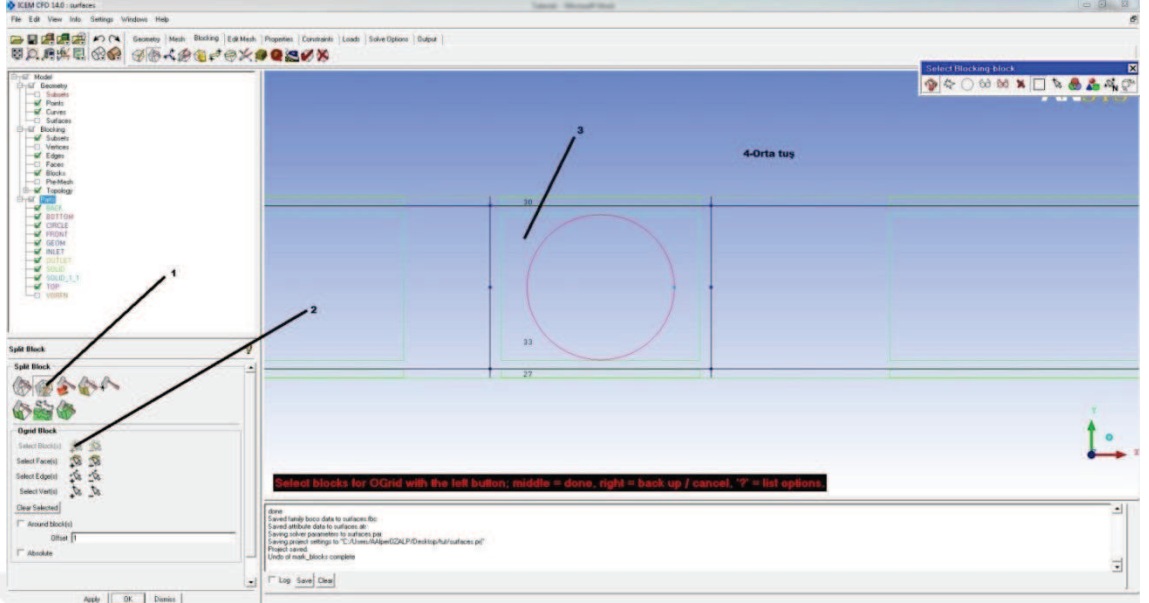 ICEM CFD 14.0 : surfaces
Tutorial - Microsoft Word
File Edit View Info Settings Windows Help
Geometry Mesh Blocking Edit Mesh Properties Constraints Loads Solve Options Output
Select Blocking-block
Model
Geometry
Subsets
Points
Curves
Surfaces
Blocking
Subsets
Vertices
Edges
Faces
Blocks
Pre-Mesh
Topology
Parts
BACK
BOTTOM
CIRCLE
FRONT
GEOM
INLET
OUTLET
SOLID
SOLID_1_1
TOP
VORFN
1
2
3
4-Orta tuş
30
33
27
Split Block
Split Block
Ogrid Block
Select Block(s)
Select Face(s)
Select Edge(s)
Select Vert(s)
Clear Selected
Around block(s)
Offset 1
Absolute
Apply OK Dismiss
Select blocks for OGrid with the left button; middle = done, right = back up / cancel, '?' = list options.
done
Saved family boco data to surfaces.fbc
Saved attribute data to surfaces.atr
Saving solver parameters to surfaces.par
Project saved.
Undo of mark_blocks complete
Log Save Clear
Y
X